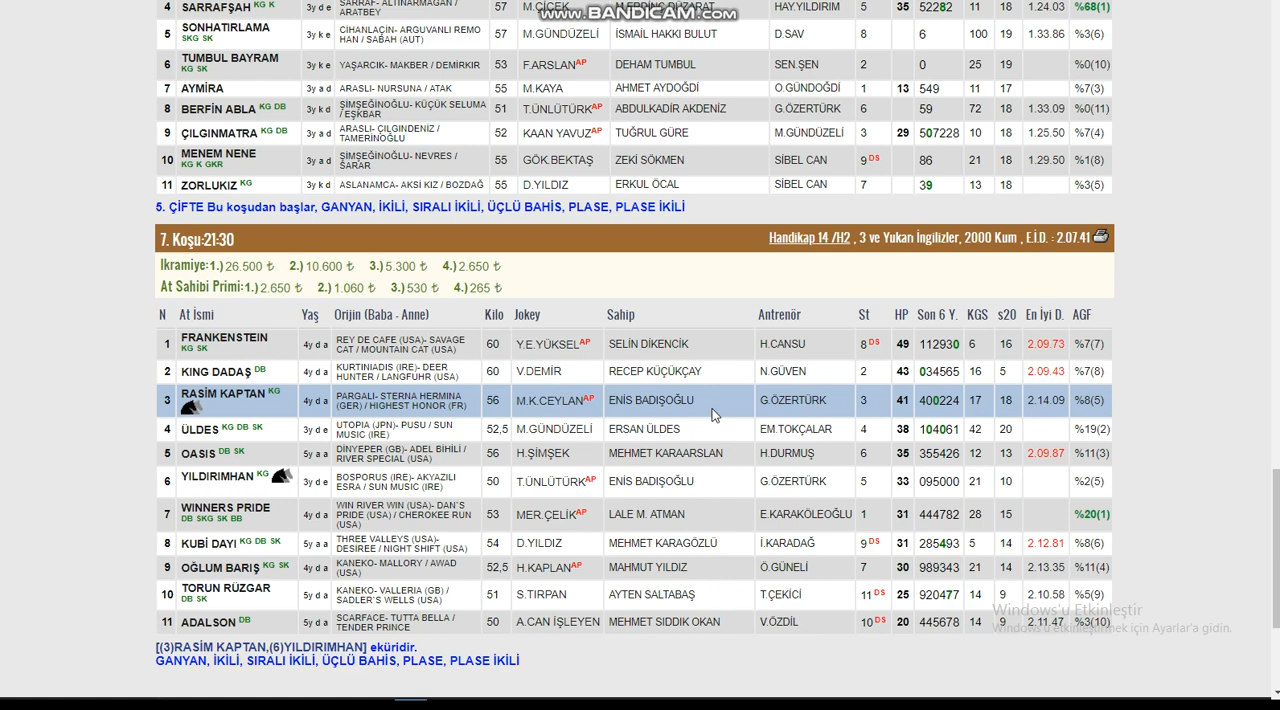 www.BANDICAM.com
4 SARRAFŞAH KG K 3y d e SARRAF- ALTINARMAĞAN / ARATBEY 57 M.ÇİÇEK M.ERDİNÇ DÜZARAT HAY.YILDIRIM 5 35 52282 11 18 1.24.03 %68(1)
5 SONHATIRLAMA SKG SK 3y k e CİHANLAÇİN- ARGUVANLI REMO HAN / SABAH (AUT) 57 M.GÜNDÜZELİ İSMAİL HAKKI BULUT D.SAV 8 6 100 19 1.33.86 %3(6)
6 TUMBUL BAYRAM KG SK 3y k e YAŞARCIK- MAKBER / DEMİRKIR 53 F.ARSLAN AP DEHAM TUMBUL SEN.ŞEN 2 0 25 19 %0(10)
7 AYMİRA 3y a d ARASLI- NURSUNA / ATAK 55 M.KAYA AHMET AYDOĞDİ O.GÜNDOĞDİ 1 13 549 11 17 %7(3)
8 BERFİN ABLA KG DB 3y k d ŞİMŞEĞİNOĞLU- KÜÇÜK SELUMA / EŞKBAR 51 T.ÜNLÜTÜRK AP ABDULKADİR AKDENİZ G.ÖZERTÜRK 6 59 72 18 1.33.09 %0(11)
9 ÇILGINMATRA KG DB 3y a d ARASLI- ÇILGINDENİZ / TAMERİNOĞLU 52 KAAN YAVUZ AP TUĞRUL GÜRE M.GÜNDÜZELİ 3 29 507228 10 18 1.25.50 %7(4)
10 MENEM NENE KG K GKR 3y a d ŞİMŞEĞİNOĞLU- NEVRES / ŞARAR 55 GÖK.BEKTAŞ ZEKİ SÖKMEN SİBEL CAN 9 DS 86 21 18 1.29.50 %1(8)
11 ZORLUKIZ KG 3y k d ASLANAMCA- AKSİ KIZ / BOZDAĞ 55 D.YILDIZ ERKUL ÖCAL SİBEL CAN 7 39 13 18 %3(5)
5. ÇİFTE Bu koşudan başlar, GANYAN, İKİLİ, SIRALI İKİLİ, ÜÇLÜ BAHİS, PLASE, PLASE İKİLİ
7. Koşu:21:30 Handikap 14 /H2 , 3 ve Yukarı İngilizler, 2000 Kum , E.İ.D. : 2.07.41
Ikramiye:1.) 26.500 ₺ 2.) 10.600 ₺ 3.) 5.300 ₺ 4.) 2.650 ₺
At Sahibi Primi:1.) 2.650 ₺ 2.) 1.060 ₺ 3.) 530 ₺ 4.) 265 ₺
N At İsmi Yaş Orijin (Baba - Anne) Kilo Jokey Sahip Antrenör St HP Son 6 Y. KGS s20 En İyi D. AGF
1 FRANKENSTEIN KG SK 4y d a REY DE CAFE (USA)- SAVAGE CAT / MOUNTAIN CAT (USA) 60 Y.E.YÜKSEL AP SELİN DİKENCİK H.CANSU 8 DS 49 112930 6 16 2.09.73 %7(7)
2 KING DADAŞ DB 4y d a KURTINIADIS (IRE)- DEER HUNTER / LANGFUHR (USA) 60 V.DEMİR RECEP KÜÇÜKÇAY N.GÜVEN 2 43 034565 16 5 2.09.43 %7(8)
3 RASİM KAPTAN KG 4y d a PARGALI- STERNA HERMINA (GER) / HIGHEST HONOR (FR) 56 M.K.CEYLAN AP ENİS BADIŞOĞLU G.ÖZERTÜRK 3 41 400224 17 18 2.14.09 %8(5)
4 ÜLDES KG DB SK 3y d e UTOPIA (JPN)- PUSU / SUN MUSIC (IRE) 52,5 M.GÜNDÜZELİ ERSAN ÜLDES EM.TOKÇALAR 4 38 104061 42 20 %19(2)
5 OASIS DB SK 5y a a DİNYEPER (GB)- ADEL BİHİLİ / RIVER SPECIAL (USA) 56 H.ŞİMŞEK MEHMET KARAARSLAN H.DURMUŞ 6 35 355426 12 13 2.09.87 %11(3)
6 YILDIRIMHAN KG 3y d e BOSPORUS (IRE)- AKYAZILI ESRA / SUN MUSIC (IRE) 50 T.ÜNLÜTÜRK AP ENİS BADIŞOĞLU G.ÖZERTÜRK 5 33 095000 21 10 %2(5)
7 WINNERS PRIDE DB SKG SK BB 4y d a WIN RIVER WIN (USA)- DAN'S PRIDE (USA) / CHEROKEE RUN (USA) 53 MER.ÇELİK AP LALE M. ATMAN E.KARAKÖLEOĞLU 1 31 444782 28 15 %20(1)
8 KUBİ DAYI KG DB SK 5y a a THREE VALLEYS (USA)- DESIREE / NIGHT SHIFT (USA) 54 D.YILDIZ MEHMET KARAGÖZLÜ İ.KARADAĞ 9 DS 31 285493 5 14 2.12.81 %8(6)
9 OĞLUM BARIŞ KG SK 4y a a KANEKO- MALLORY / AWAD (USA) 52,5 H.KAPLAN AP MAHMUT YILDIZ Ö.GÜNELİ 7 30 989343 21 14 2.13.35 %11(4)
10 TORUN RÜZGAR DB SK 5y d a KANEKO- VALLERIA (GB) / SADLER'S WELLS (USA) 51 S.TIRPAN AYTEN SALTABAŞ T.ÇEKİCİ 11 DS 25 920477 14 9 2.10.58 %5(9)
11 ADALSON DB 5y d a SCARFACE- TUTTA BELLA / TENDER PRINCE 50 A.CAN İŞLEYEN MEHMET SIDDIK OKAN V.ÖZDİL 10 DS 20 445678 14 9 2.11.47 %3(10)
Windows'u Etkinleştir
Windows'u etkinleştirmek için Ayarlar'a gidin.
[(3)RASİM KAPTAN,(6)YILDIRIMHAN] eküridir.
GANYAN, İKİLİ, SIRALI İKİLİ, ÜÇLÜ BAHİS, PLASE, PLASE İKİLİ